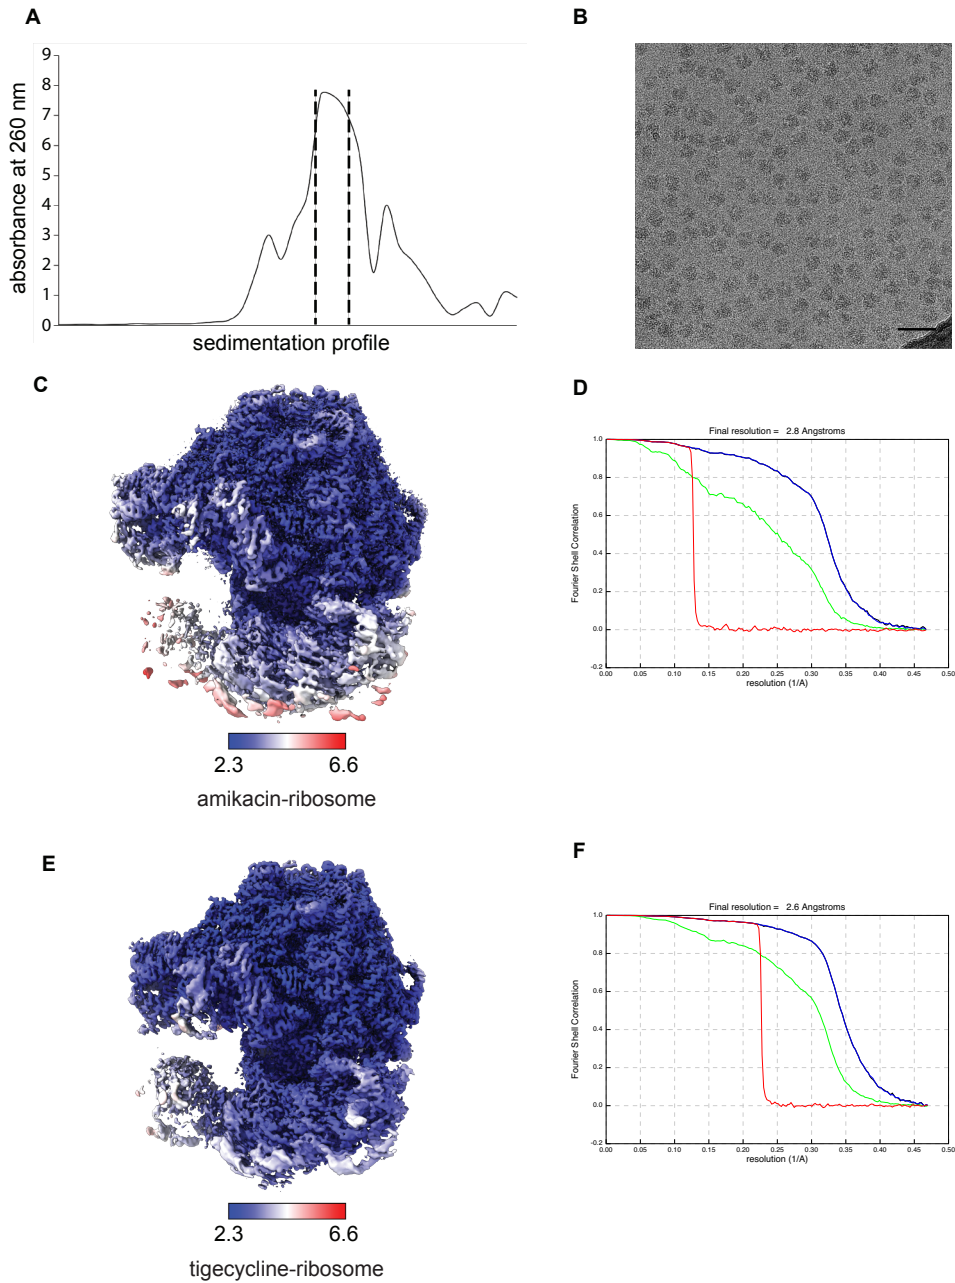 A
9
8
7
6
5
4
3
2
1
0
absorbance at 260 nm
sedimentation profile
B
C
2.3 6.6
amikacin-ribosome
D
Final resolution = 2.8 Angstroms
1.0
0.8
0.6
0.4
0.2
0.0
-0.2
Fourier Shell Correlation
0.00 0.05 0.10 0.15 0.20 0.25 0.30 0.35 0.40 0.45 0.50
resolution (1/A)
E
2.3 6.6
tigecycline-ribosome
F
Final resolution = 2.6 Angstroms
1.0
0.8
0.6
0.4
0.2
0.0
-0.2
Fourier Shell Correlation
0.00 0.05 0.10 0.15 0.20 0.25 0.30 0.35 0.40 0.45 0.50
resolution (1/A)